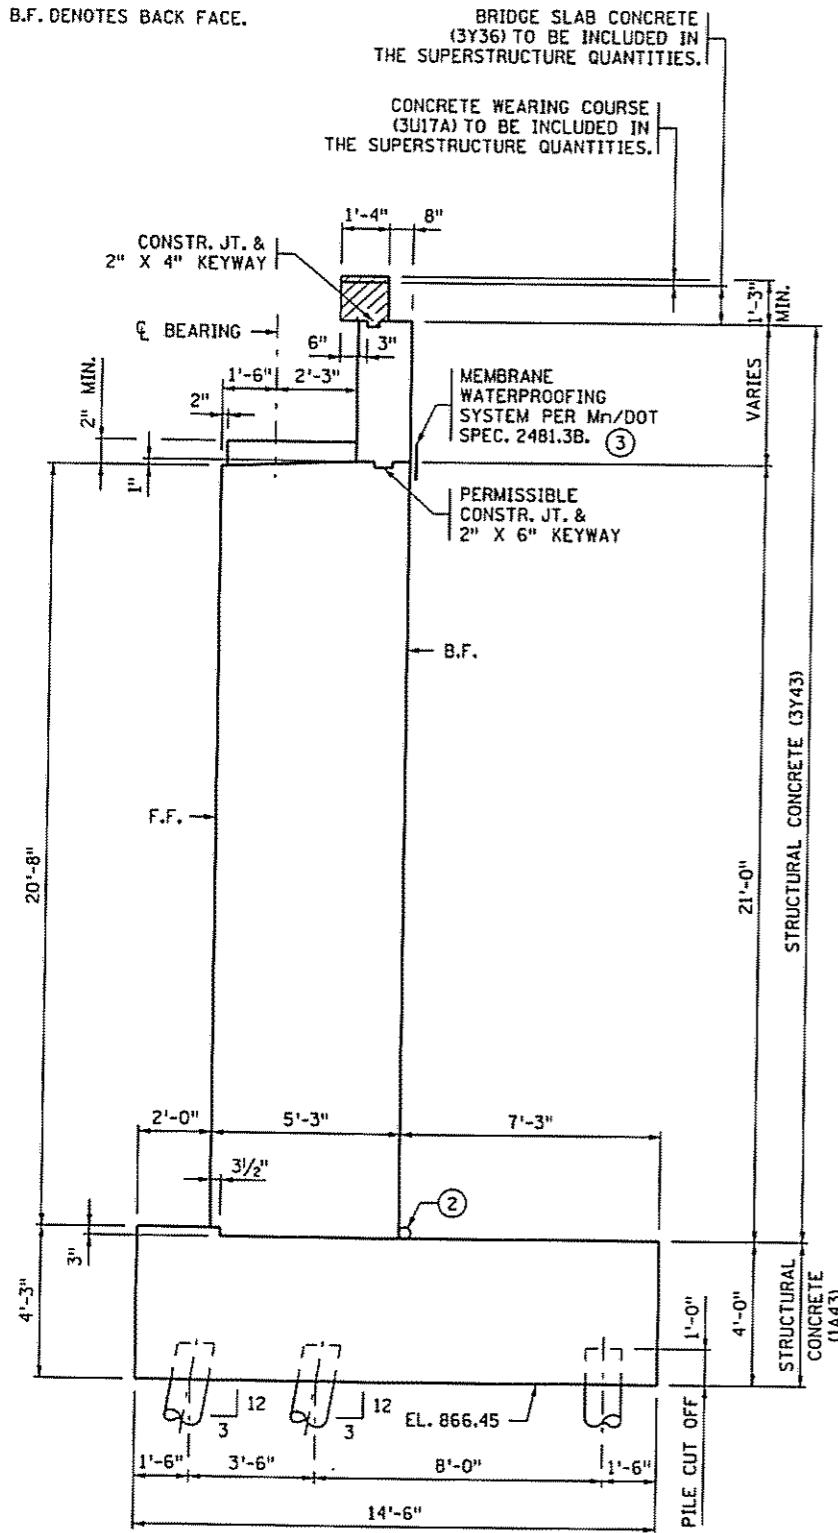 B.F. DENOTES BACK FACE.
BRIDGE SLAB CONCRETE
(3Y36) TO BE INCLUDED IN
THE SUPERSTRUCTURE QUANTITIES.
CONCRETE WEARING COURSE
(3U17A) TO BE INCLUDED IN
THE SUPERSTRUCTURE QUANTITIES.
1'-4"
8"
CONSTR. JT. &
2" X 4" KEYWAY
1'-3"
MIN.
℄ BEARING
6"
3"
2" MIN.
1'-6"
2'-3"
2"
MEMBRANE
WATERPROOFING
SYSTEM PER Mn/DOT
SPEC. 2481.3B.
3
VARIES
1"
PERMISSIBLE
CONSTR. JT. &
2" X 6" KEYWAY
B.F.
F.F.
20'-8"
21'-0"
STRUCTURAL CONCRETE (3Y43)
2'-0"
5'-3"
7'-3"
3½"
2
3"
4'-3"
1'-0"
4'-0"
STRUCTURAL
CONCRETE
(1A43)
12
3
12
3
EL. 866.45
PILE CUT OFF
1'-6"
3'-6"
8'-0"
1'-6"
14'-6"